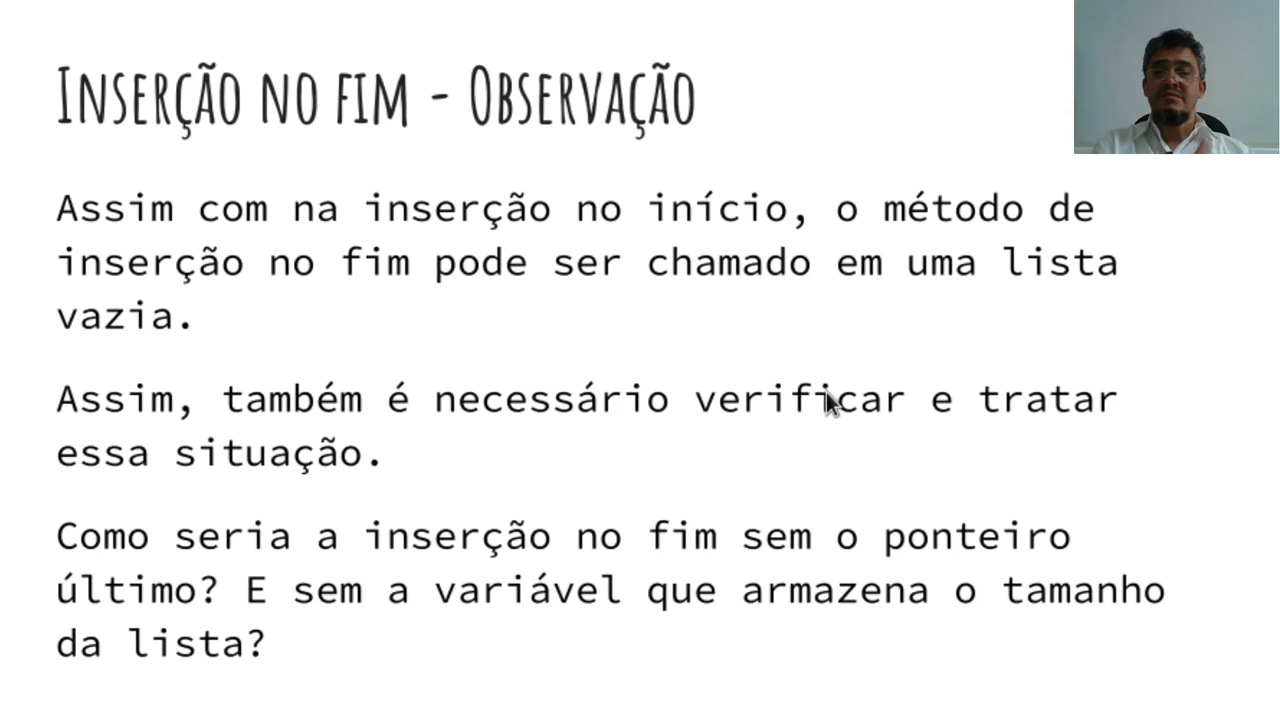 Inserção no fim - Observação
Assim com na inserção no início, o método de
inserção no fim pode ser chamado em uma lista
vazia.
Assim, também é necessário verificar e tratar
essa situação.
Como seria a inserção no fim sem o ponteiro
último? E sem a variável que armazena o tamanho
da lista?